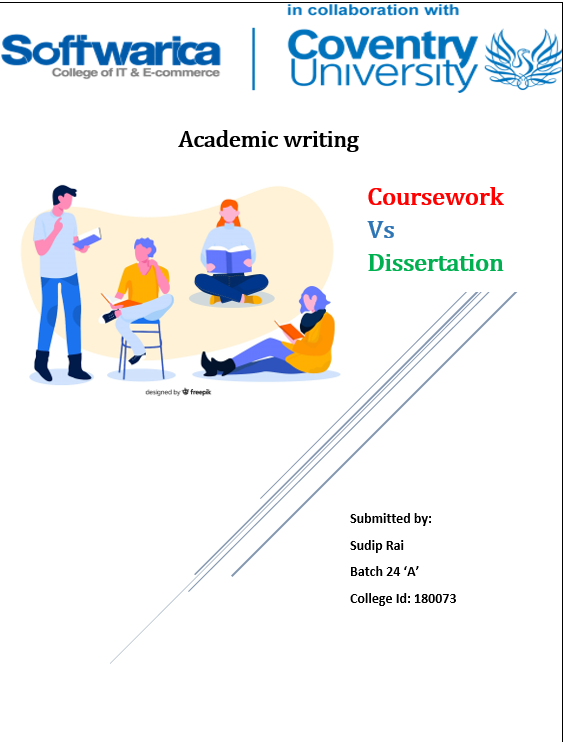 in collaboration with
Softwarica
College of IT & E-commerce
Coventry
University
Academic writing
Coursework
Vs
Dissertation
designed by freepik
Submitted by:
Sudip Rai
Batch 24 ‘A’
College Id: 180073